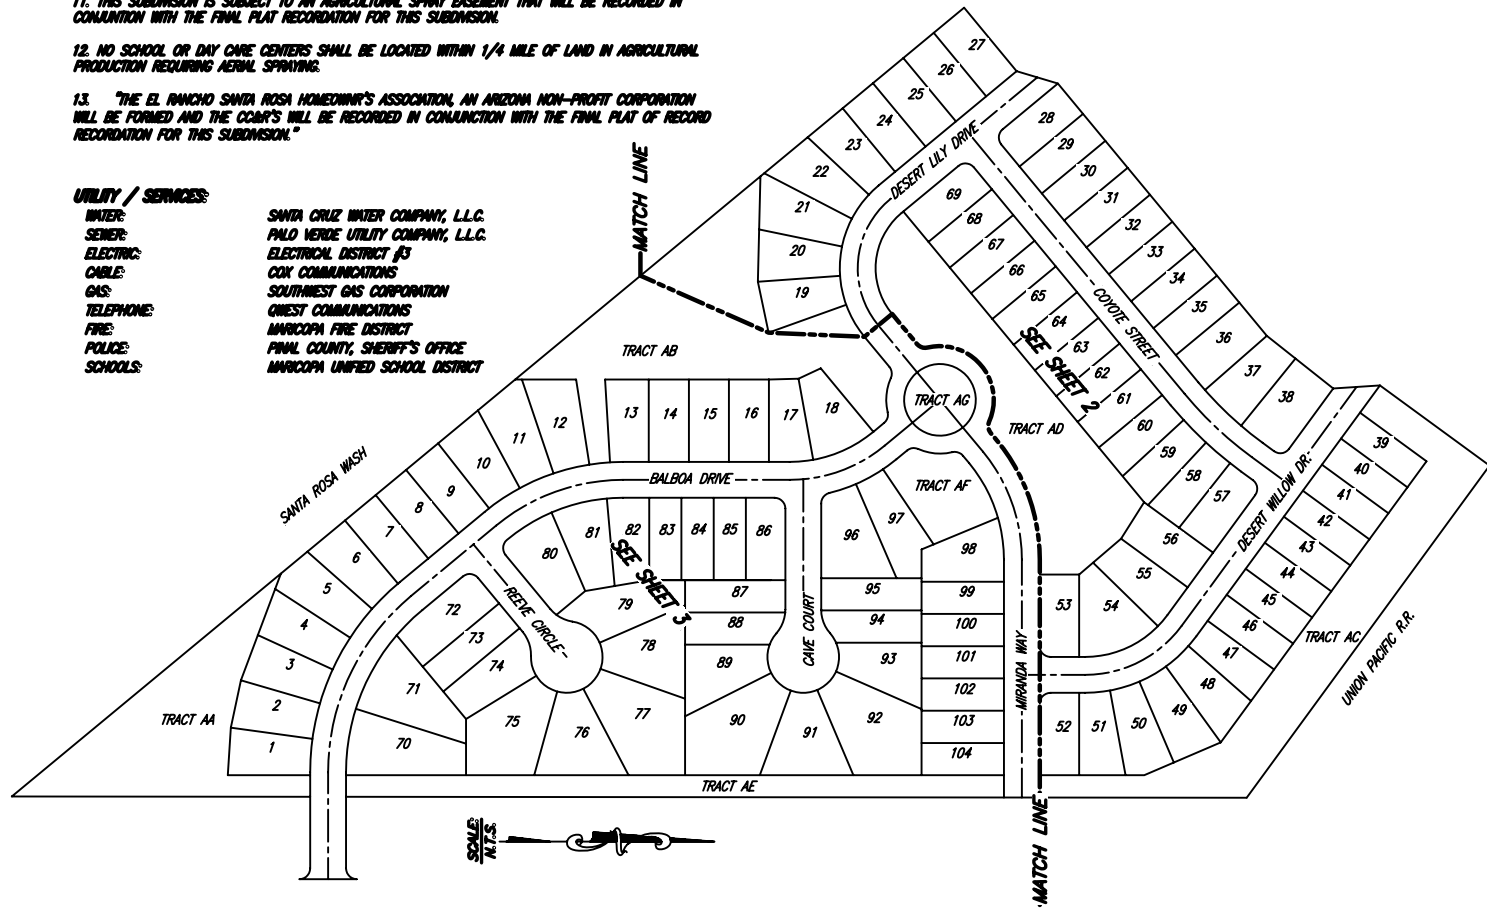 11. THIS SUBDIVISION IS SUBJECT TO AN AGRICULTURAL SPRAY EASEMENT THAT WILL BE RECORDED IN
CONJUNTION WITH THE FINAL PLAT RECORDATION FOR THIS SUBDIVISION.
12. NO SCHOOL OR DAY CARE CENTERS SHALL BE LOCATED WITHIN 1/4 MILE OF LAND IN AGRICULTURAL
PRODUCTION REQUIRING AERIAL SPRAYING.
13. "THE EL RANCHO SANTA ROSA HOMEOWNR'S ASSOCIATION, AN ARIZONA NON-PROFIT CORPORATION
WILL BE FORMED AND THE CC&R'S WILL BE RECORDED IN CONJUNCTION WITH THE FINAL PLAT OF RECORD
RECORDATION FOR THIS SUBDIVISION."
UTILITY / SERVICES:
WATER: SANTA CRUZ WATER COMPANY, L.L.C.
SEWER: PALO VERDE UTILITY COMPANY, L.L.C.
ELECTRIC: ELECTRICAL DISTRICT #3
CABLE: COX COMMUNICATIONS
GAS: SOUTHWEST GAS CORPORATION
TELEPHONE: QWEST COMMUNICATIONS
FIRE: MARICOPA FIRE DISTRICT
POLICE: PINAL COUNTY, SHERIFF'S OFFICE
SCHOOLS: MARICOPA UNIFIED SCHOOL DISTRICT
MATCH LINE
DESERT LILY DRIVE
COYOTE STREET
SEE SHEET 2
DESERT WILLOW DR.
UNION PACIFIC R.R.
TRACT AB
TRACT AG
TRACT AD
TRACT AF
TRACT AC
TRACT AA
TRACT AE
SANTA ROSA WASH
BALBOA DRIVE
SEE SHEET 3
REEVE CIRCLE
CAVE COURT
MIRANDA WAY
MATCH LINE
SCALE:
N.T.S.
1
2
3
4
5
6
7
8
9
10
11
12
13
14
15
16
17
18
19
20
21
22
23
24
25
26
27
28
29
30
31
32
33
34
35
36
37
38
39
40
41
42
43
44
45
46
47
48
49
50
51
52
53
54
55
56
57
58
59
60
61
62
63
64
65
66
67
68
69
70
71
72
73
74
75
76
77
78
79
80
81
82
83
84
85
86
87
88
89
90
91
92
93
94
95
96
97
98
99
100
101
102
103
104